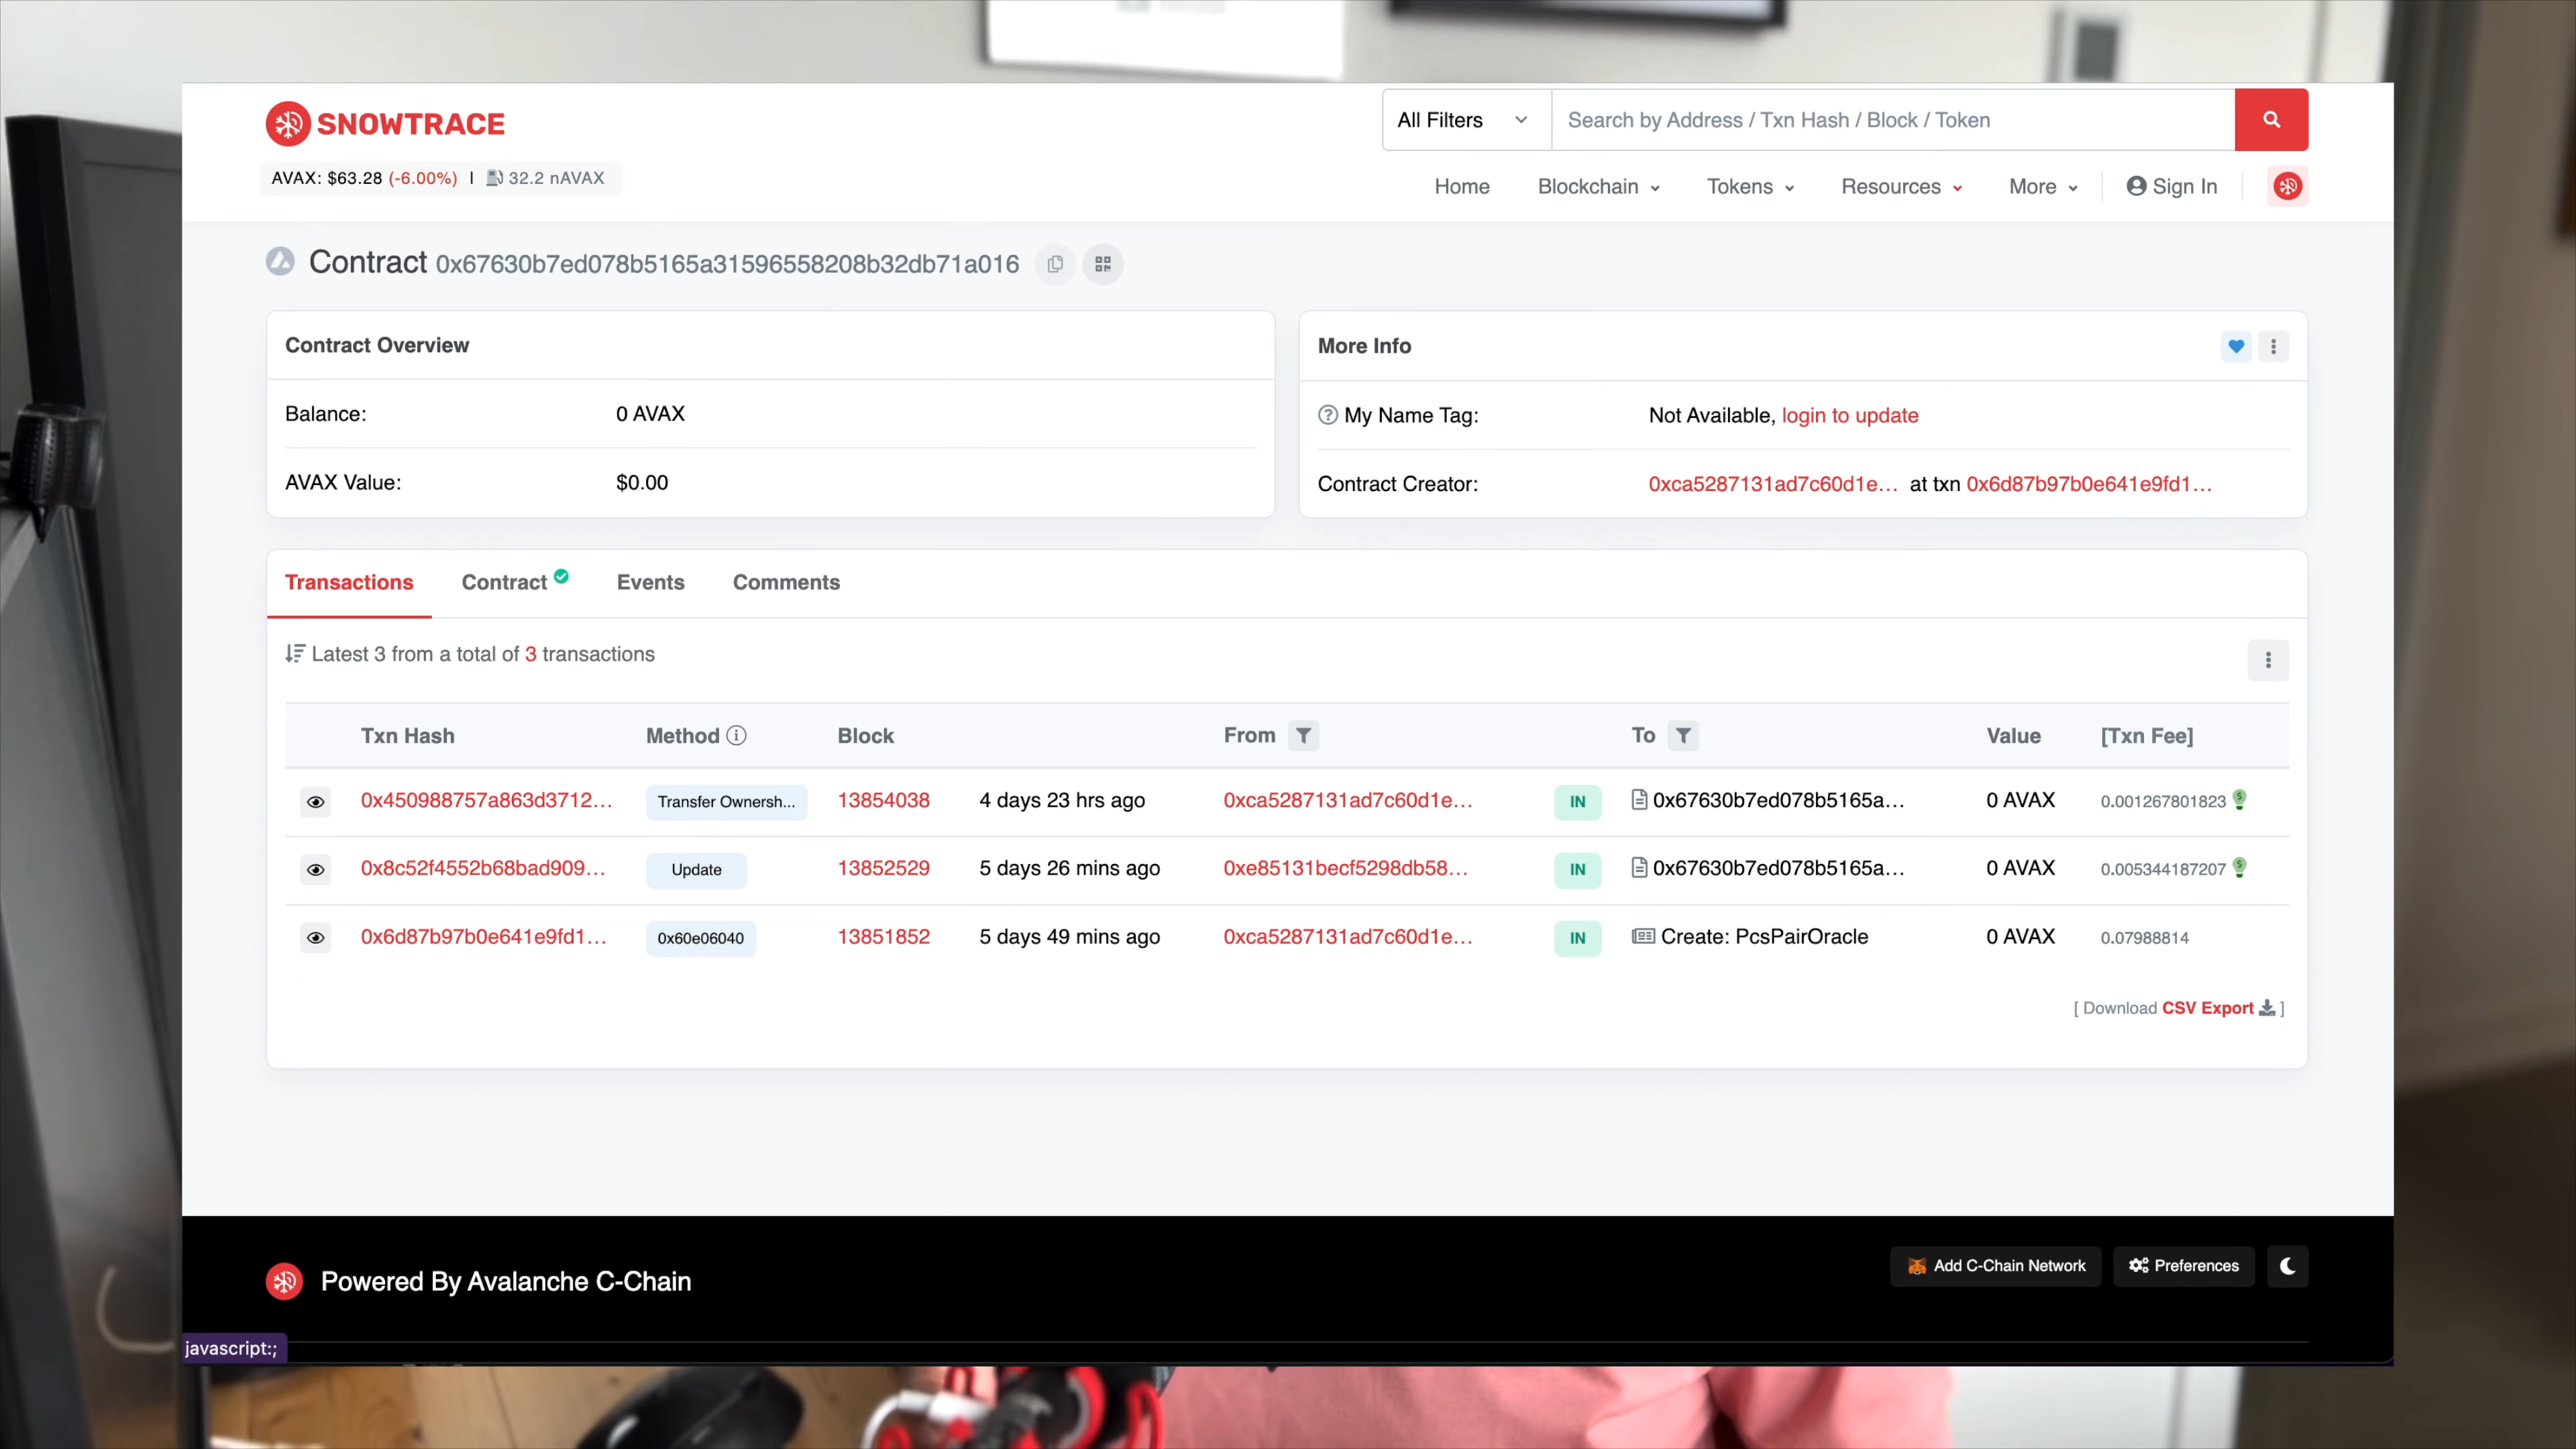 SNOWTRACE
All Filters
Search by Address / Txn Hash / Block / Token
AVAX: $63.28 (-6.00%) | 32.2 nAVAX
Home Blockchain Tokens Resources More Sign In
Contract 0x67630b7ed078b5165a31596558208b32db71a016
Contract Overview
Balance: 0 AVAX
AVAX Value: $0.00
More Info
My Name Tag: Not Available, login to update
Contract Creator: 0xca5287131ad7c60d1e... at txn 0x6d87b97b0e641e9fd1...
Transactions Contract Events Comments
Latest 3 from a total of 3 transactions
Txn Hash Method Block From To Value [Txn Fee]
0x450988757a863d3712... Transfer Ownersh... 13854038 4 days 23 hrs ago 0xca5287131ad7c60d1e... IN 0x67630b7ed078b5165a... 0 AVAX 0.001267801823
0x8c52f4552b68bad909... Update 13852529 5 days 26 mins ago 0xe85131becf5298db58... IN 0x67630b7ed078b5165a... 0 AVAX 0.005344187207
0x6d87b97b0e641e9fd1... 0x60e06040 13851852 5 days 49 mins ago 0xca5287131ad7c60d1e... IN Create: PcsPairOracle 0 AVAX 0.07988814
[ Download CSV Export ]
Powered By Avalanche C-Chain
Add C-Chain Network
Preferences
javascript:;